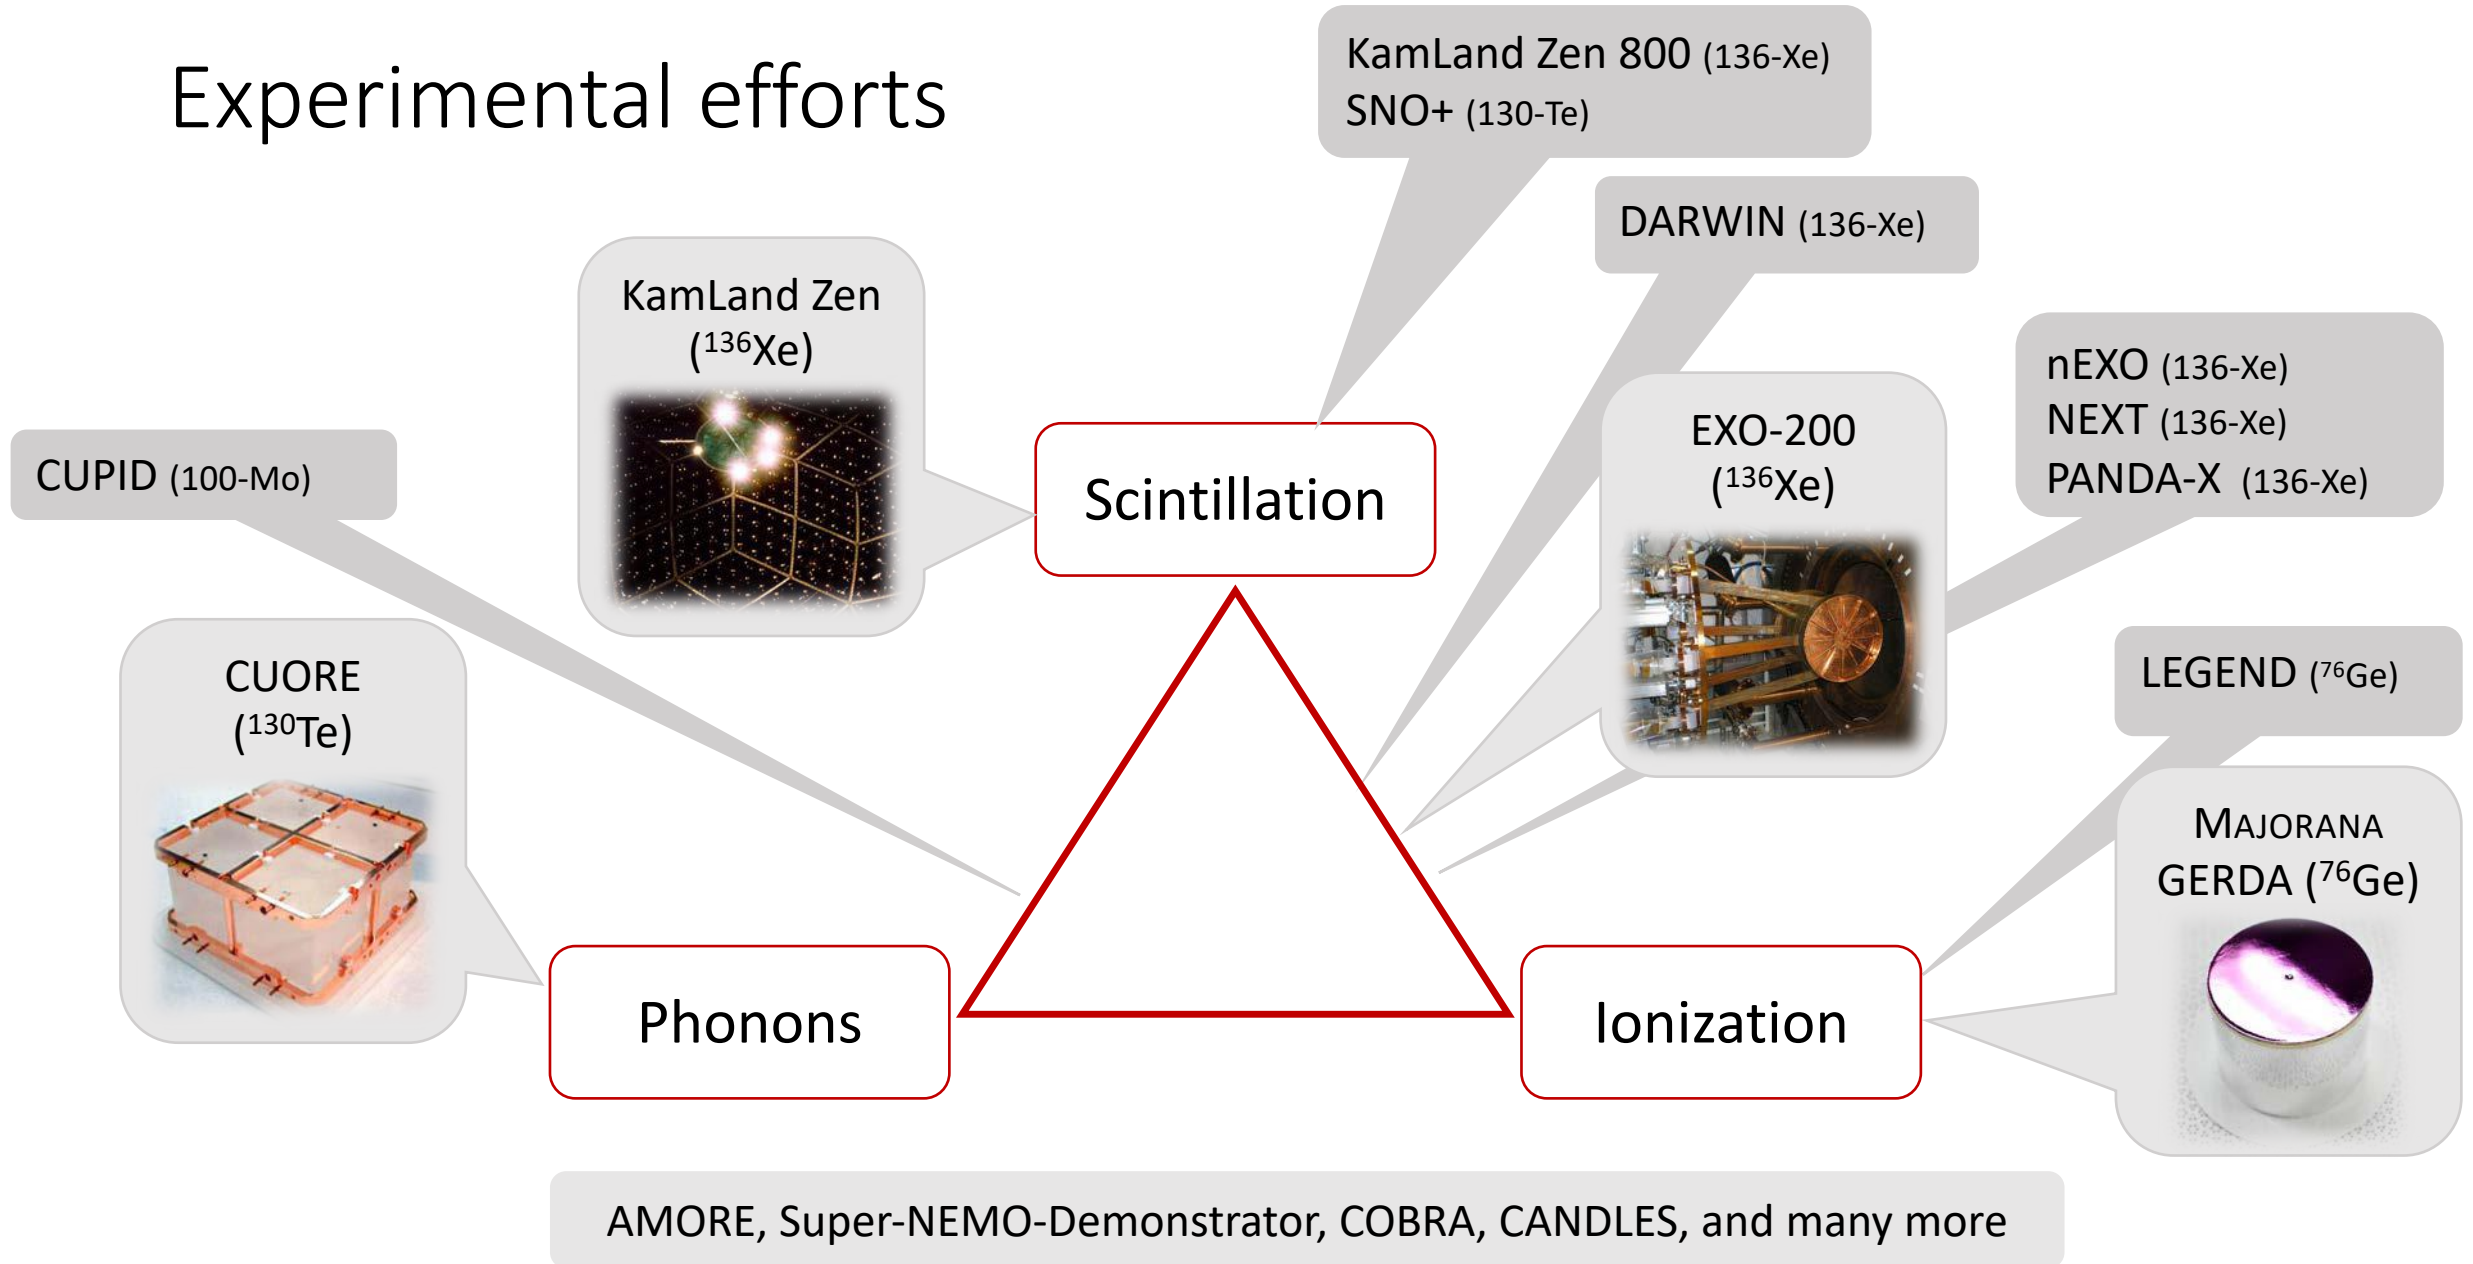 Experimental efforts
KamLand Zen 800 (136-Xe)
SNO+ (130-Te)
DARWIN (136-Xe)
KamLand Zen
(¹³⁶Xe)
nEXO (136-Xe)
NEXT (136-Xe)
PANDA-X (136-Xe)
EXO-200
(¹³⁶Xe)
CUPID (100-Mo)
Scintillation
CUORE
(¹³⁰Te)
LEGEND (⁷⁶Ge)
MAJORANA
GERDA (⁷⁶Ge)
Phonons
Ionization
AMORE, Super-NEMO-Demonstrator, COBRA, CANDLES, and many more